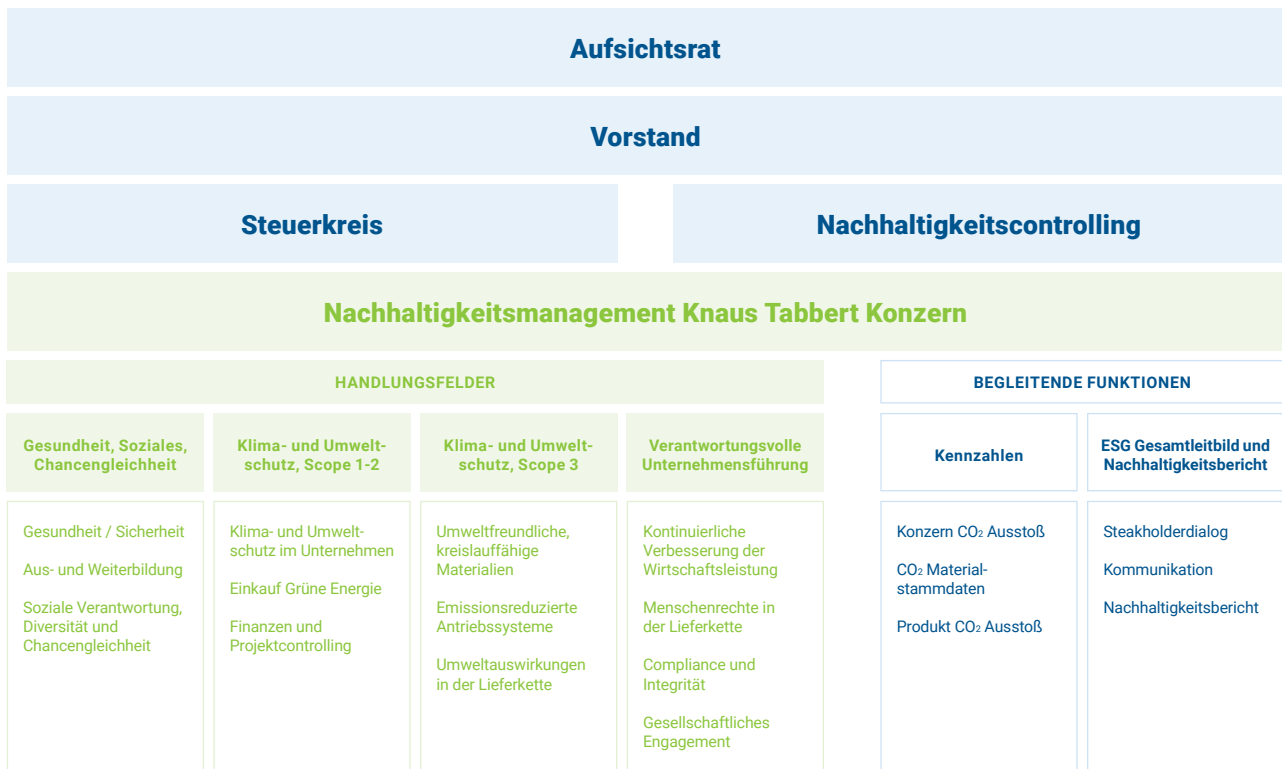 Aufsichtsrat
Vorstand
Steuerkreis
Nachhaltigkeitscontrolling
Nachhaltigkeitsmanagement Knaus Tabbert Konzern
HANDLUNGSFELDER
BEGLEITENDE FUNKTIONEN
Gesundheit, Soziales,
Chancengleichheit
Klima- und Umwelt-
schutz, Scope 1-2
Klima- und Umwelt-
schutz, Scope 3
Verantwortungsvolle
Unternehmensführung
Kennzahlen
ESG Gesamtleitbild und
Nachhaltigkeitsbericht
Gesundheit / Sicherheit
Aus- und Weiterbildung
Soziale Verantwortung,
Diversität und
Chancengleichheit
Klima- und Umwelt-
schutz im Unternehmen
Einkauf Grüne Energie
Finanzen und
Projektcontrolling
Umweltfreundliche,
kreislauffähige
Materialien
Emissionsreduzierte
Antriebssysteme
Umweltauswirkungen
in der Lieferkette
Kontinuierliche
Verbesserung der
Wirtschaftsleistung
Menschenrechte in
der Lieferkette
Compliance und
Integrität
Gesellschaftliches
Engagement
Konzern CO₂ Ausstoß
CO₂ Material-
stammdaten
Produkt CO₂ Ausstoß
Steakholderdialog
Kommunikation
Nachhaltigkeitsbericht